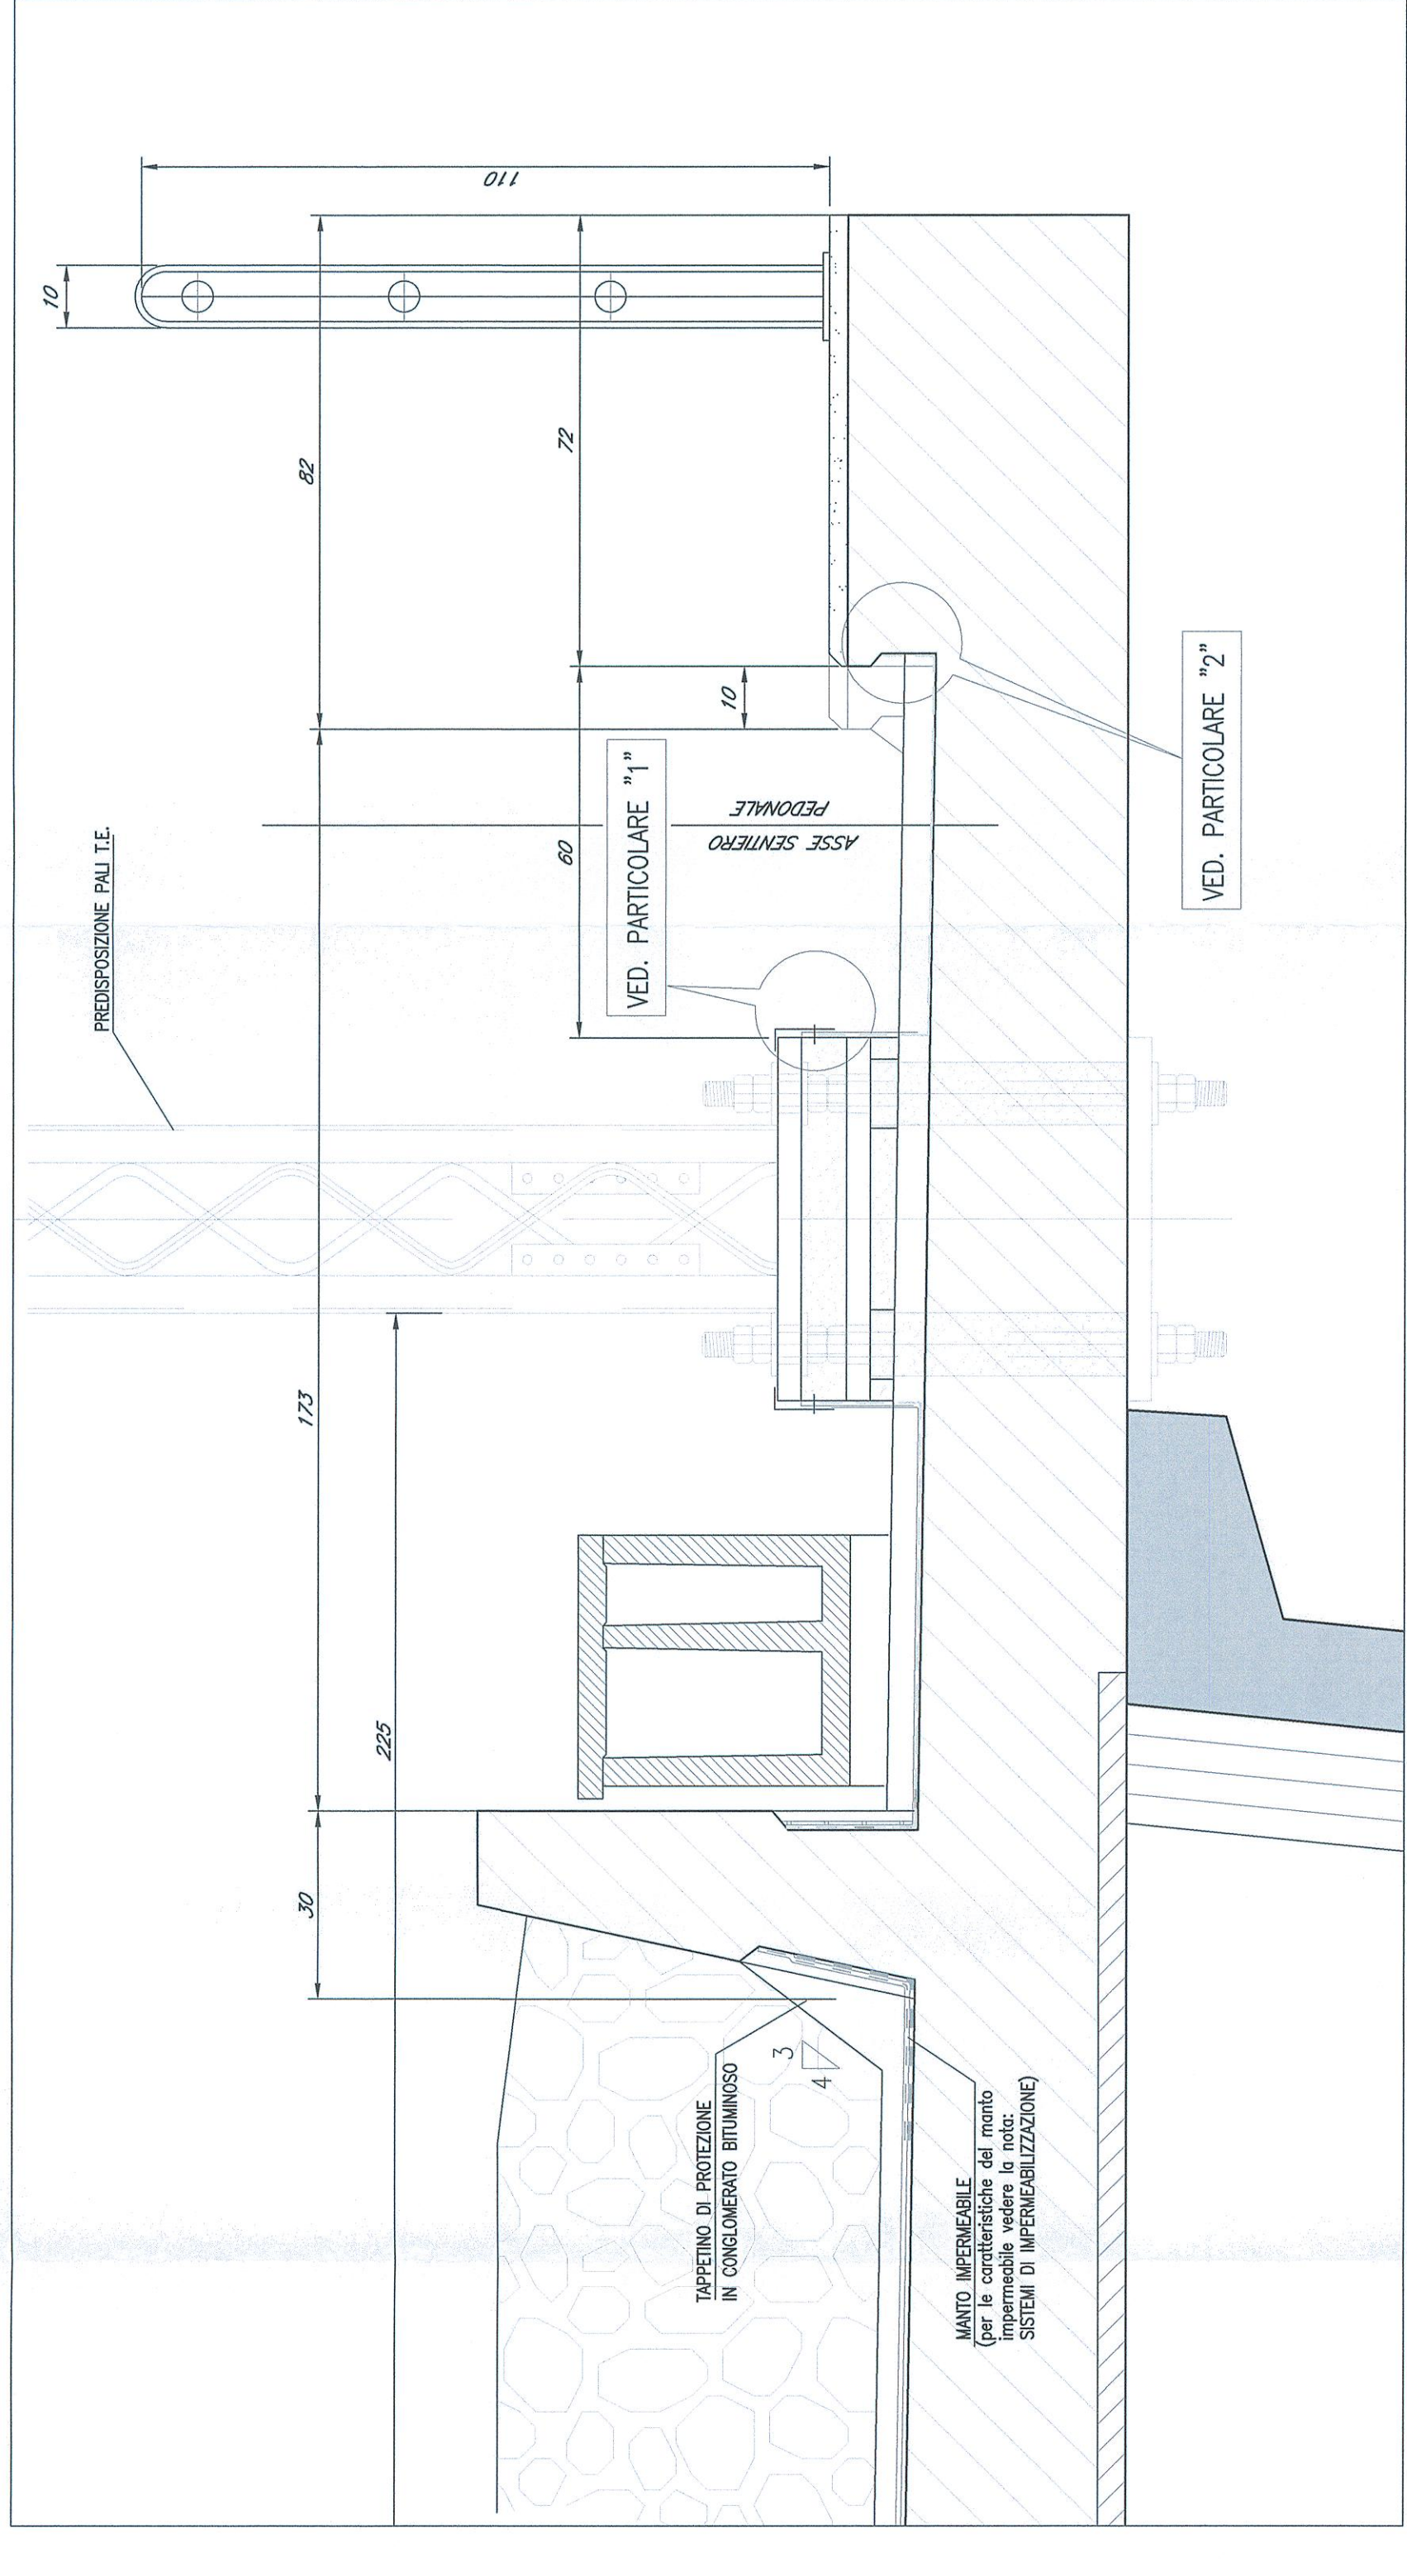 PREDISPOSIZIONE PALI T.E.
10
110
82
72
10
60
173
225
30
VED. PARTICOLARE "1"
ASSE SENTIERO
PEDONALE
VED. PARTICOLARE "2"
TAPPETINO DI PROTEZIONE
IN CONGLOMERATO BITUMINOSO
3
4
MANTO IMPERMEABILE
(per le caratteristiche del manto
impermeabile vedere la nota:
SISTEMI DI IMPERMEABILIZZAZIONE)